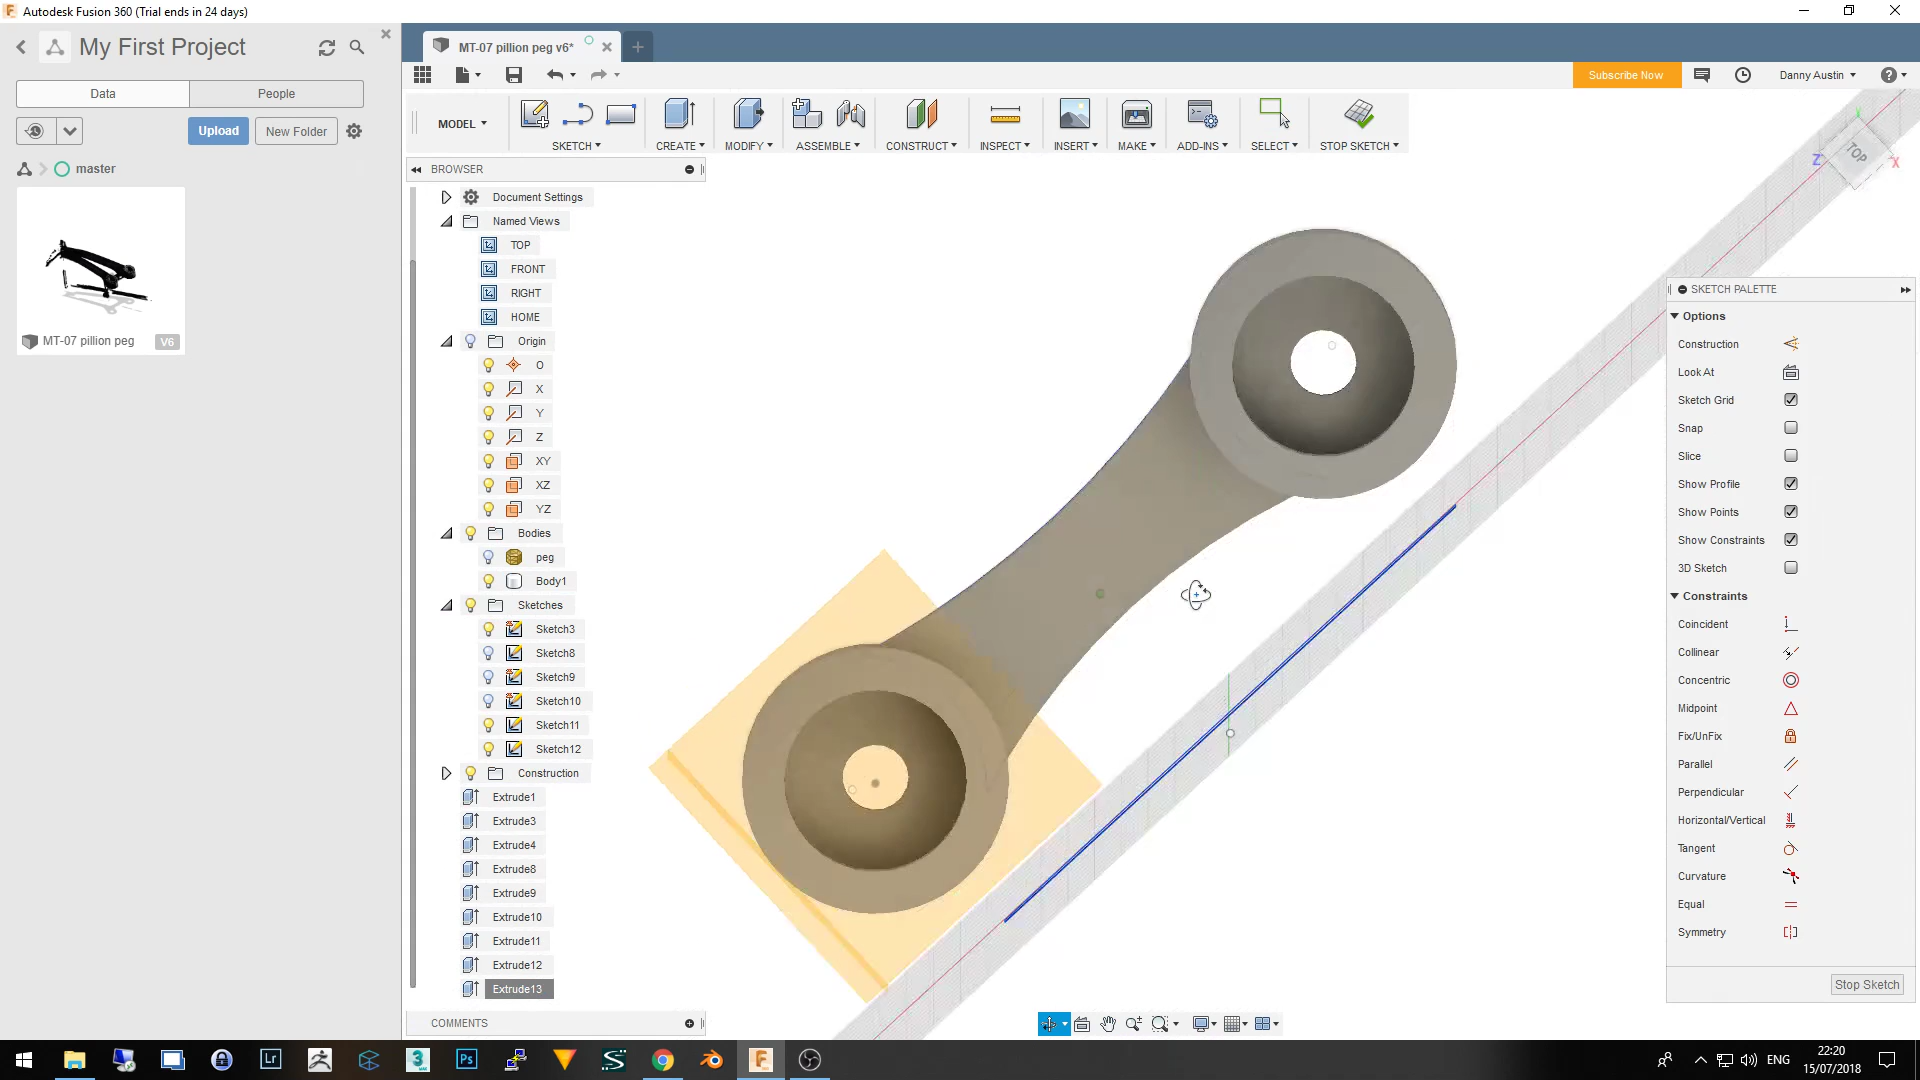 Autodesk Fusion 360 (Trial ends in 24 days)
My First Project
Data
People
Upload
New Folder
master
MT-07 pillion peg
V6
MT-07 pillion peg v6*
Subscribe Now
Danny Austin
MODEL
SKETCH
CREATE
MODIFY
ASSEMBLE
CONSTRUCT
INSPECT
INSERT
MAKE
ADD-INS
SELECT
STOP SKETCH
BROWSER
Document Settings
Named Views
TOP
FRONT
RIGHT
HOME
Origin
O
X
Y
Z
XY
XZ
YZ
Bodies
peg
Body1
Sketches
Sketch3
Sketch8
Sketch9
Sketch10
Sketch11
Sketch12
Construction
Extrude1
Extrude3
Extrude4
Extrude8
Extrude9
Extrude10
Extrude11
Extrude12
Extrude13
COMMENTS
Y
Z
TOP
X
SKETCH PALETTE
Options
Construction
Look At
Sketch Grid
Snap
Slice
Show Profile
Show Points
Show Constraints
3D Sketch
Constraints
Coincident
Collinear
Concentric
Midpoint
Fix/UnFix
Parallel
Perpendicular
Horizontal/Vertical
Tangent
Curvature
Equal
Symmetry
Stop Sketch
Lr
3
Ps
F
ENG
22:20
15/07/2018